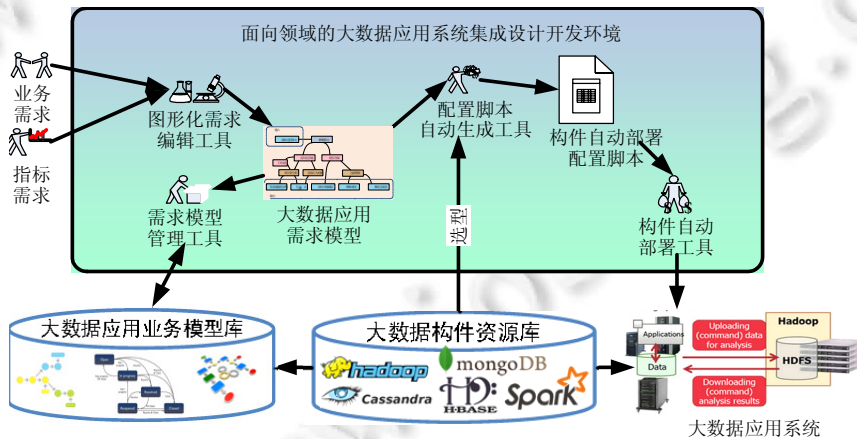 面向领域的大数据应用系统集成设计开发环境
业务
需求
指标
需求
图形化需求
编辑工具
配置脚本
自动生成工具
构件自动部署
配置脚本
需求模型
管理工具
大数据应用
需求模型
选型
构件自动
部署工具
大数据应用业务模型库
大数据构件资源库
hadoop
mongoDB
Cassandra
H·BASE
Spark
Applications
Data
Uploading
(command) data
for analysis
Hadoop
HDFS
Downloading
(command)
analysis results
大数据应用系统